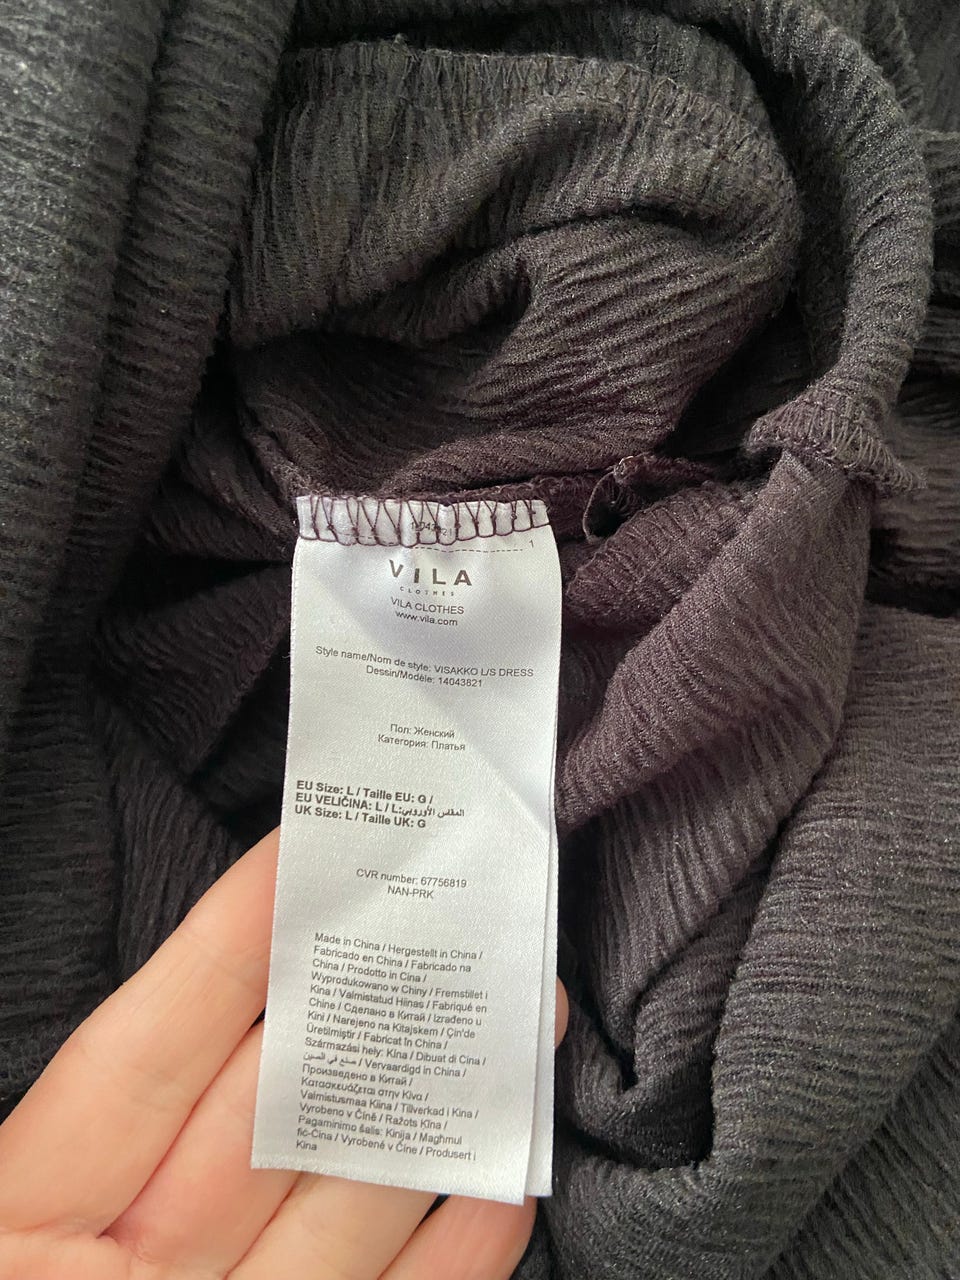 1
VILA
CLOTHES
VILA CLOTHES
www.vila.com
Style name/Nom de style: VISAKKO L/S DRESS
Dessin/Modèle: 14043821
Пол: Женский
Категория: Платья
EU Size: L / Taille EU: G /
EU VELIČINA: L / L:المقاس الأوروبي
UK Size: L / Taille UK: G
CVR number: 67756819
NAN-PRK
Made in China / Hergestellt in China /
Fabricado en China / Fabricado na
China / Prodotto in Cina /
Wyprodukowano w Chiny / Fremstillet i
Kina / Valmistatud Hiinas / Fabriqué en
Chine / Сделано в Китай / Izrađeno u
Kini / Narejeno na Kitajskem / Çin'de
Üretilmiştir / Fabricat în China /
Származási hely: Kína / Dibuat di Cina /
صنع في الصين / Vervaardigd in China /
Произведено в Китай /
Κατασκευάζεται στην Κίνα /
Valmistusmaa Kiina / Tillverkad i Kina /
Vyrobeno v Číně / Ražots Ķīna /
Pagaminimo šalis: Kinija / Magħmul
fiċ-Ċina / Vyrobené v Číne / Produsert i
Kina